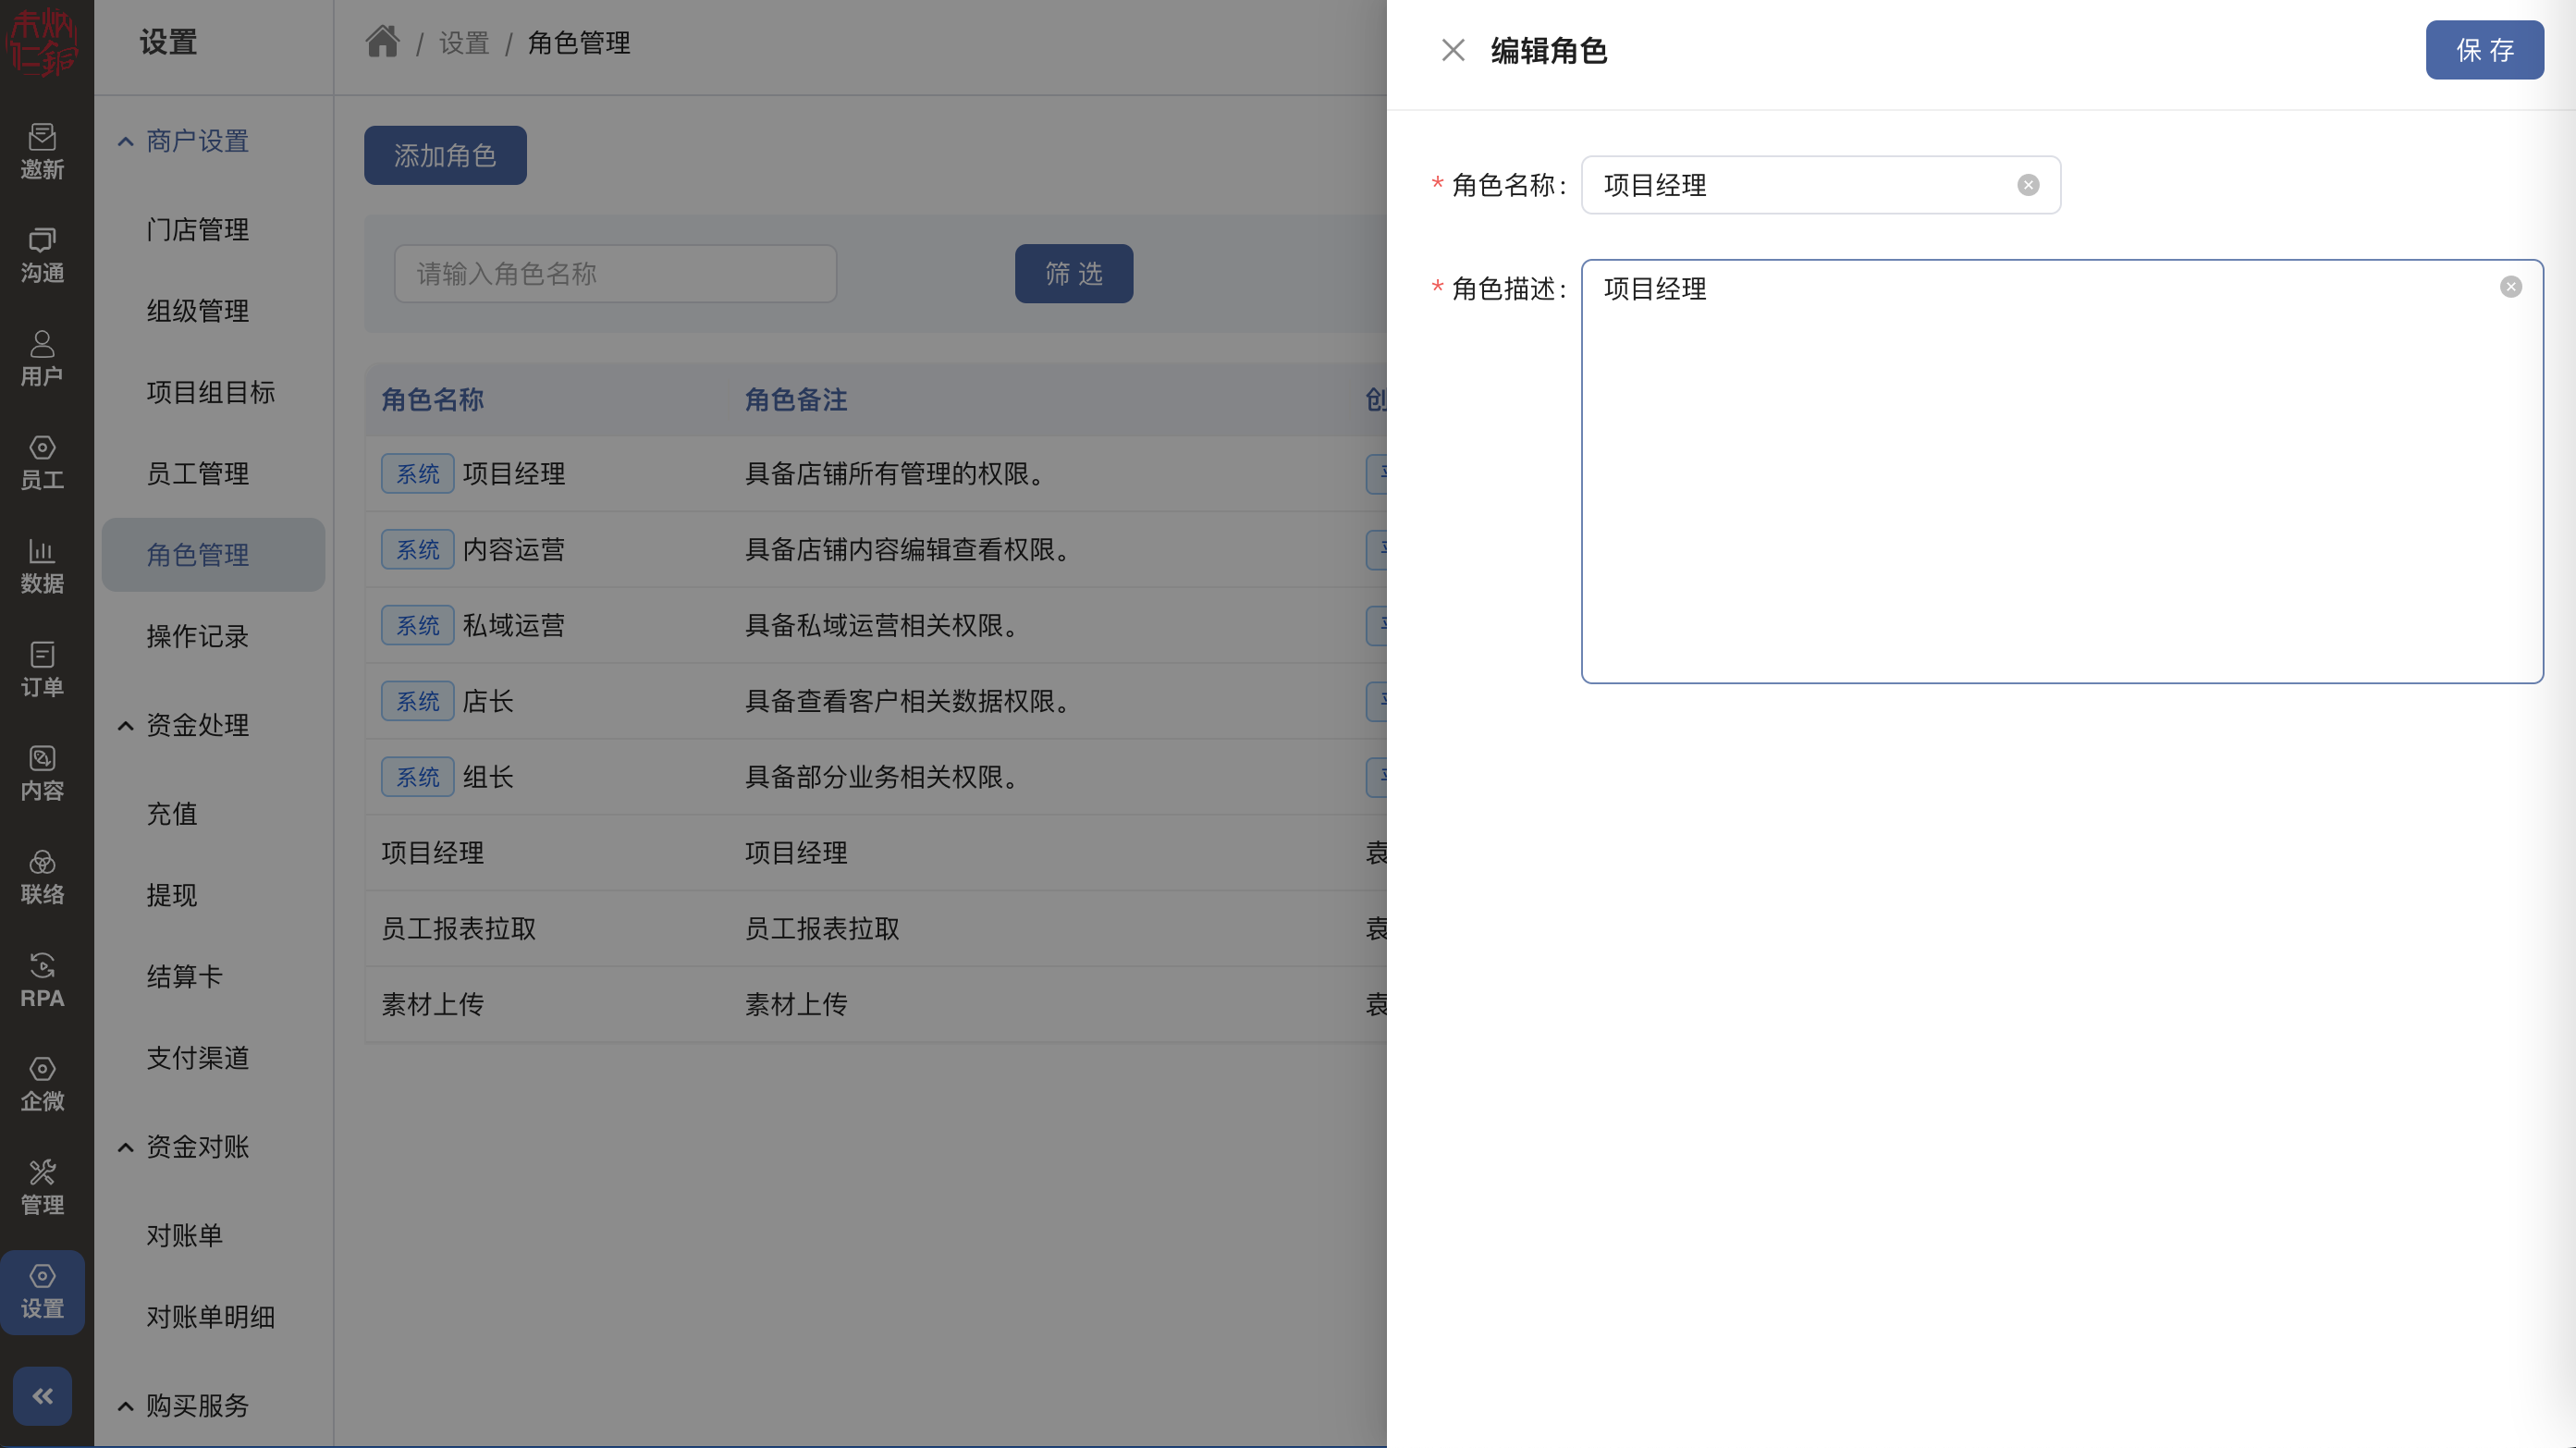 邀新
沟通
用户
员工
数据
订单
内容
联络
RPA
企微
管理
设置
设置
商户设置
门店管理
组级管理
项目组目标
员工管理
角色管理
操作记录
资金处理
充值
提现
结算卡
支付渠道
资金对账
对账单
对账单明细
购买服务
/ 设置 / 角色管理
添加角色
请输入角色名称 筛 选
角色名称 角色备注 创
系统 项目经理 具备店铺所有管理的权限。
系统 内容运营 具备店铺内容编辑查看权限。
系统 私域运营 具备私域运营相关权限。
系统 店长 具备查看客户相关数据权限。
系统 组长 具备部分业务相关权限。
项目经理 项目经理 袁
员工报表拉取 员工报表拉取 袁
素材上传 素材上传 袁
编辑角色 保 存
* 角色名称: 项目经理
* 角色描述: 项目经理